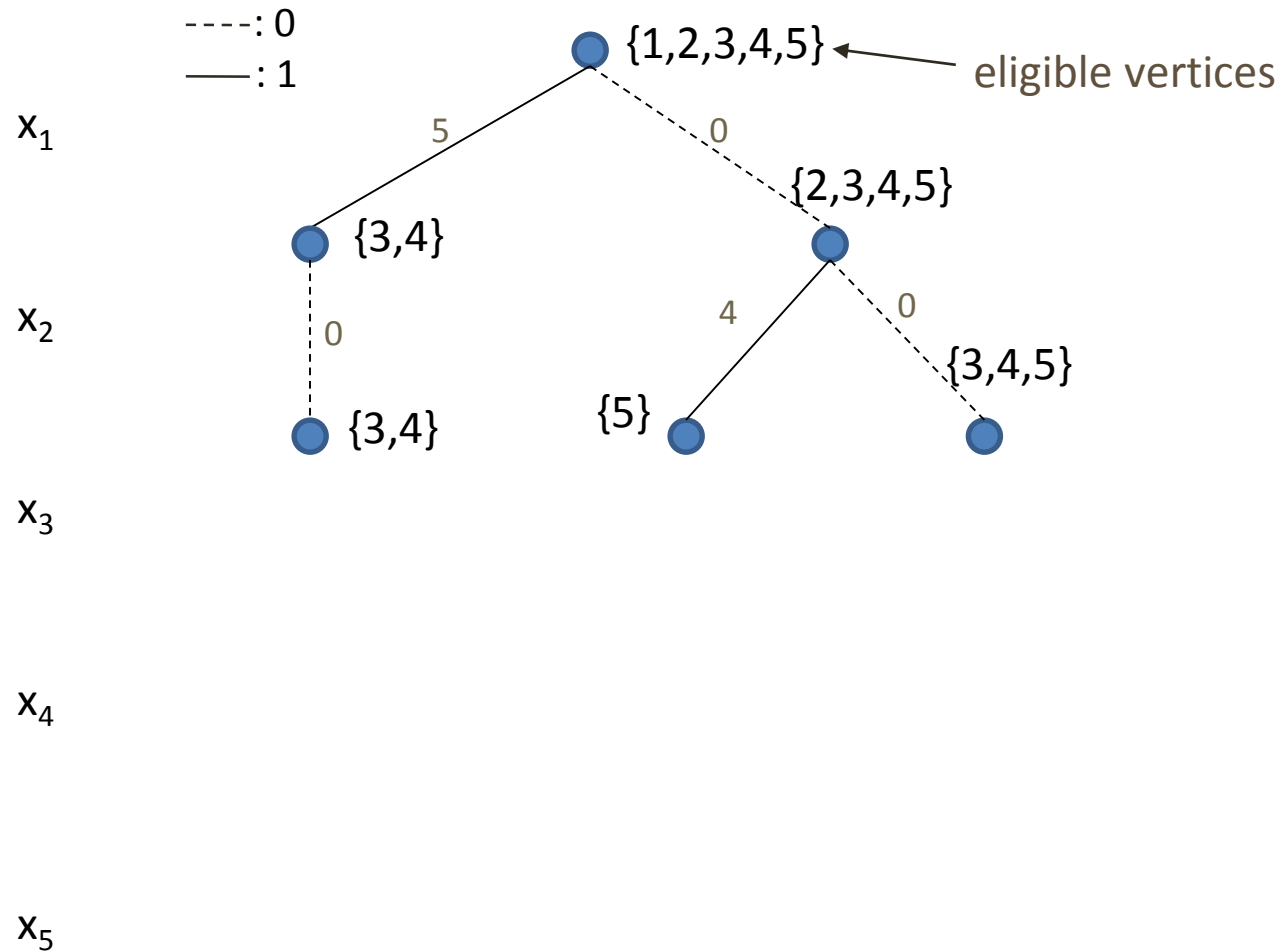 : 0
: 1
{1,2,3,4,5}
eligible vertices
x₁
5
0
{2,3,4,5}
{3,4}
x₂
0
4
0
{3,4,5}
{3,4}
{5}
x₃
x₄
x₅